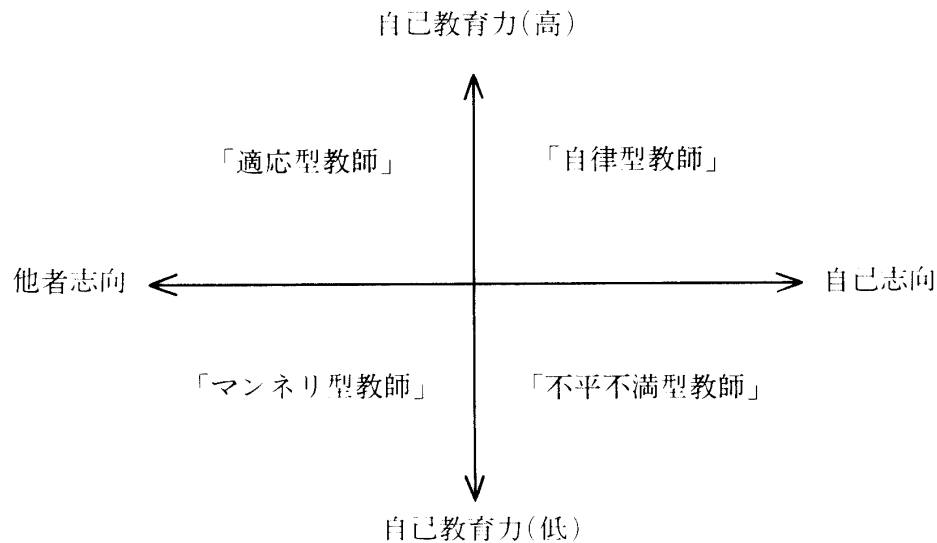 自己教育力(高)
「適応型教師」
「自律型教師」
他者志向
自己志向
「マンネリ型教師」
「不平不満型教師」
自己教育力(低)